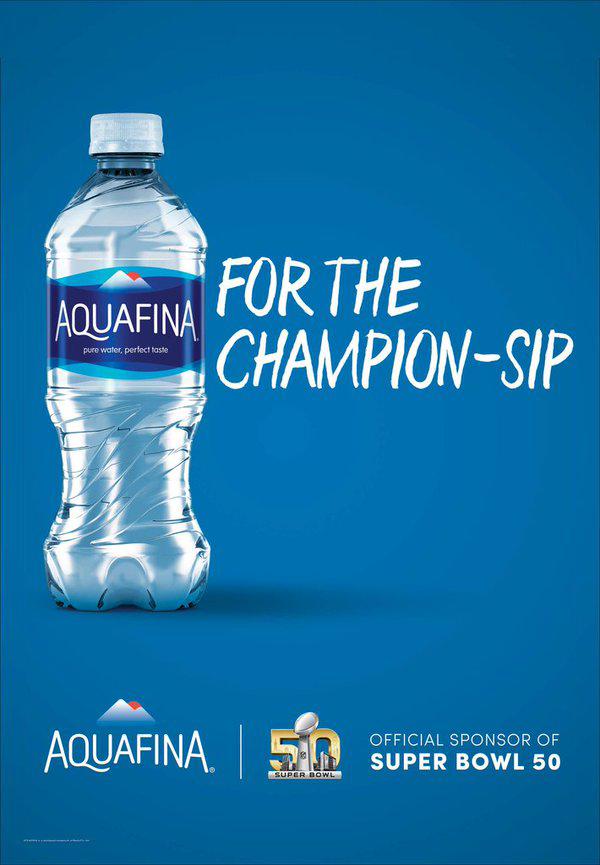 FOR THE
CHAMPION-SIP
AQUAFINA
pure water, perfect taste
AQUAFINA®
50
SUPER BOWL
OFFICIAL SPONSOR OF
SUPER BOWL 50